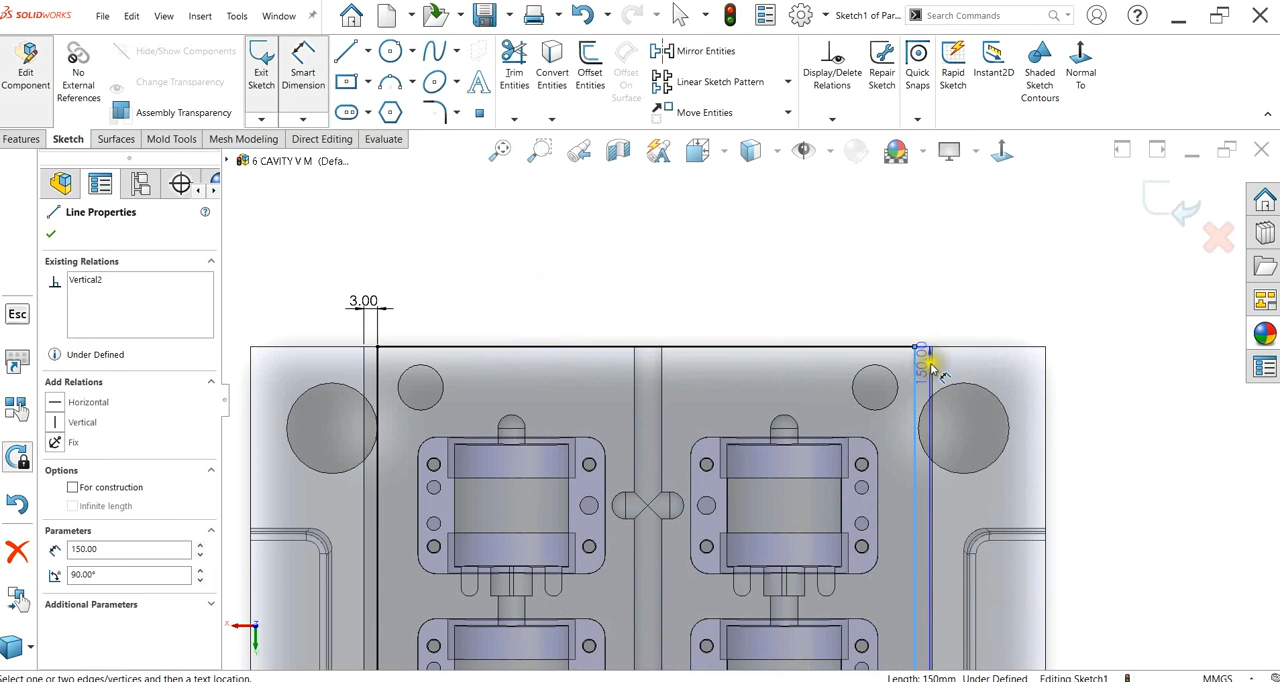 SOLIDWORKS File Edit View Insert Tools Window Sketch1 of Par... Search Commands
Edit Component
No External References
Hide/Show Components
Change Transparency
Assembly Transparency
Exit Sketch
Smart Dimension
Trim Entities
Convert Entities
Offset Entities
Offset On Surface
Mirror Entities
Linear Sketch Pattern
Move Entities
Display/Delete Relations
Repair Sketch
Quick Snaps
Rapid Sketch
Instant2D
Shaded Sketch Contours
Normal To
Features Sketch Surfaces Mold Tools Mesh Modeling Direct Editing Evaluate
6 CAVITY V M (Defa...
Line Properties
Existing Relations
Vertical2
Under Defined
Add Relations
Horizontal
Vertical
Fix
Options
For construction
Infinite length
Parameters
150.00
90.00°
Additional Parameters
Esc
3.00
150.00
X
Y
Z
Select one or two edges/vertices and then a text location. Length: 150mm Under Defined Editing Sketch1 MMGS